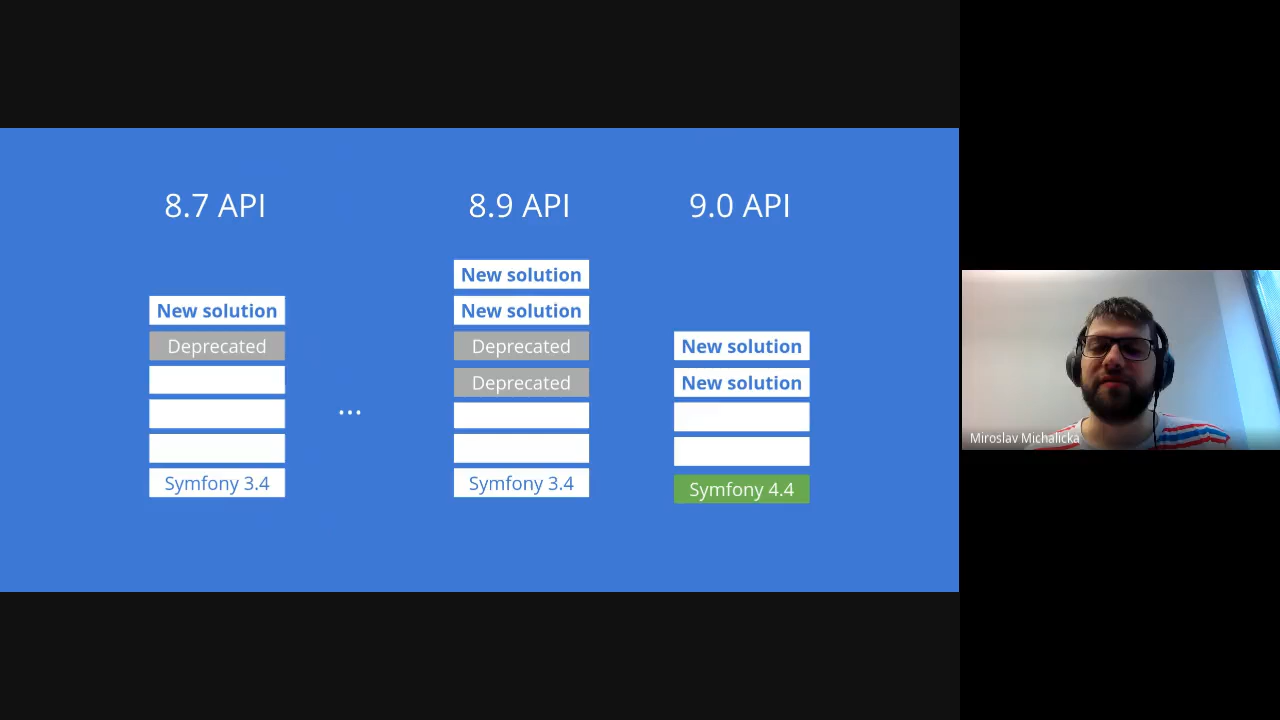 8.7 API
New solution
Deprecated
Symfony 3.4
...
8.9 API
New solution
New solution
Deprecated
Deprecated
Symfony 3.4
9.0 API
New solution
New solution
Symfony 4.4
Miroslav Michalicka